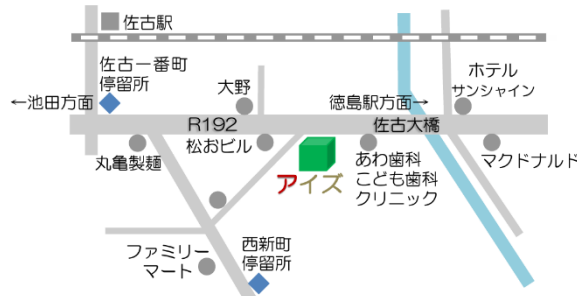 佐古駅
佐古一番町
停留所
←池田方面
大野
徳島駅方面→
ホテル
サンシャイン
R192
佐古大橋
丸亀製麺
松おビル
アイズ
あわ歯科
こども歯科
クリニック
マクドナルド
ファミリー
マート
西新町
停留所